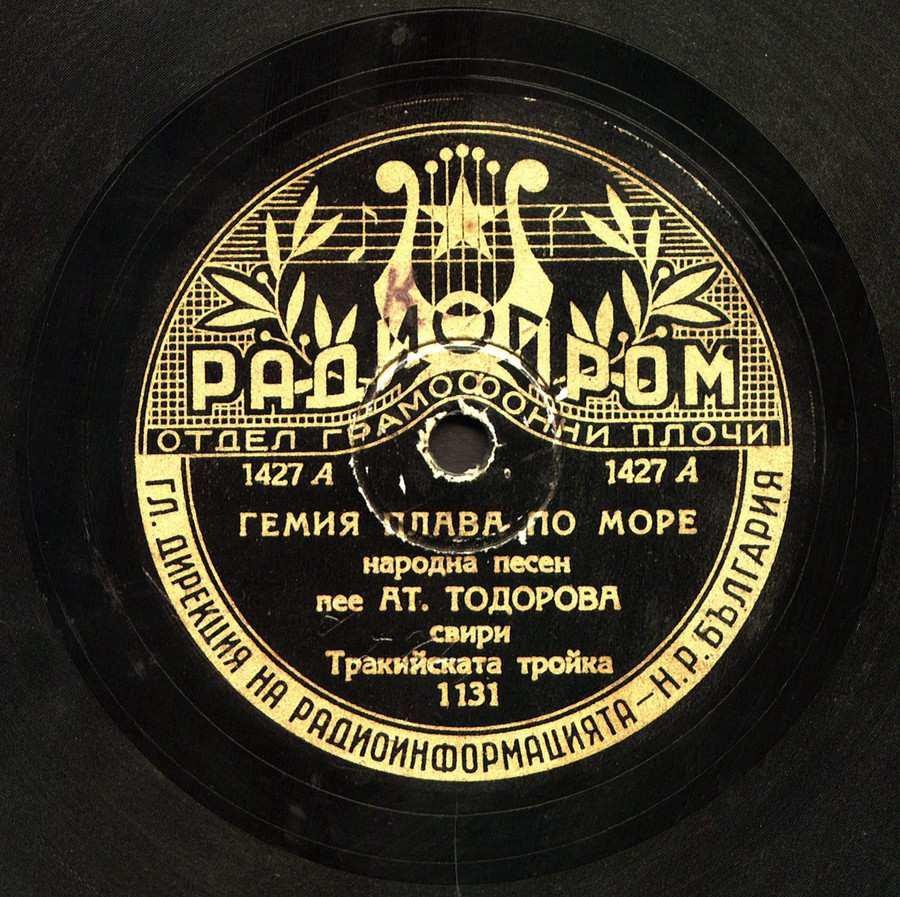 РАДИОПРОМ
ОТДЕЛ ГРАМОФОННИ ПЛОЧИ
1427 А 1427 А
ГЕМИЯ ПЛАВА ПО МОРЕ
народна песен
пее АТ. ТОДОРОВА
свири
Тракийската тройка
1131
ГЛ. ДИРЕКЦИЯ НА РАДИОИНФОРМАЦИЯТА – Н.Р. БЪЛГАРИЯ